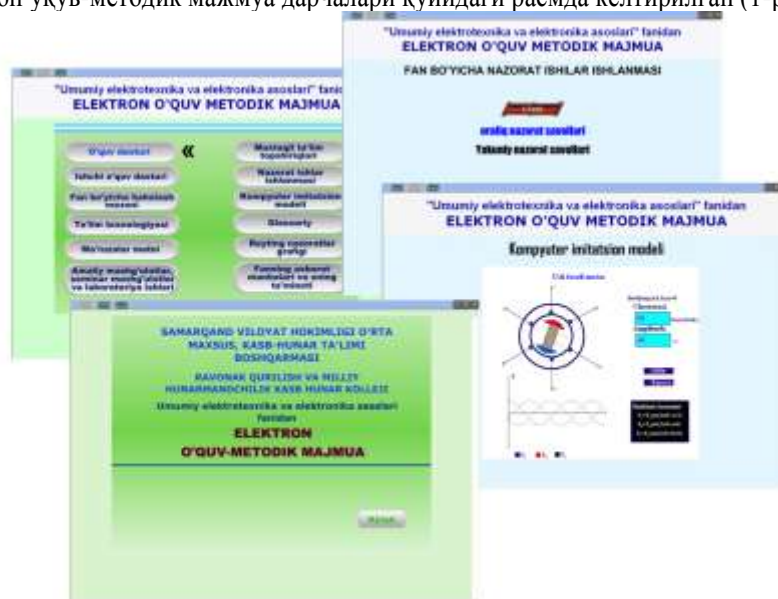 он ўқув-методик мажмуа дарчалари қуйидаги расмда келтирилган (1-р
"Umumiy elektrotexnika va elektronika asoslari" fanidan
ELEKTRON O'QUV METODIK MAJMUA
FAN BO'YICHA NAZORAT ISHILAR ISHLANMASI
oraliq nazorat savollari
Yakuniy nazorat savollari
"Umumiy elektrotexnika va elektronika asoslari" fanid
ELEKTRON O'QUV METODIK MAJMUA
O'quv dasturi
«
Mustaqil ta'lim
topshiriqlari
Ishchi o'quv dasturi
Nazorat ishlar
ishlanmasi
Fan bo'yicha baholash
mezoni
Kompyuter imitatsion
modeli
Ta'lim texnologiyasi
Glossariy
Ma'ruzalar matni
Reyting nazoratlar
grafigi
Amaliy mashg'ulotlar,
seminar mashg'ulotlar
va laboratoriya ishlari
Fanning axborot
manbalari va uning
ta'minoti
"Umumiy elektrotexnika va elektronika asoslari" fanidan
ELEKTRON O'QUV METODIK MAJMUA
Kompyuter imitatsion modeli
SAMARQAND VILOYAT HOKIMLIGI O'RTA
MAXSUS, KASB-HUNAR TA'LIMI
BOSHQARMASI
RAVONAK QURILISH VA MILLIY
HUNARMANDCHILIK KASB HUNAR KOLLEJI
Umumiy elektrotexnika va elektronika asoslari
fanidan
ELEKTRON
O'QUV-METODIK MAJMUA